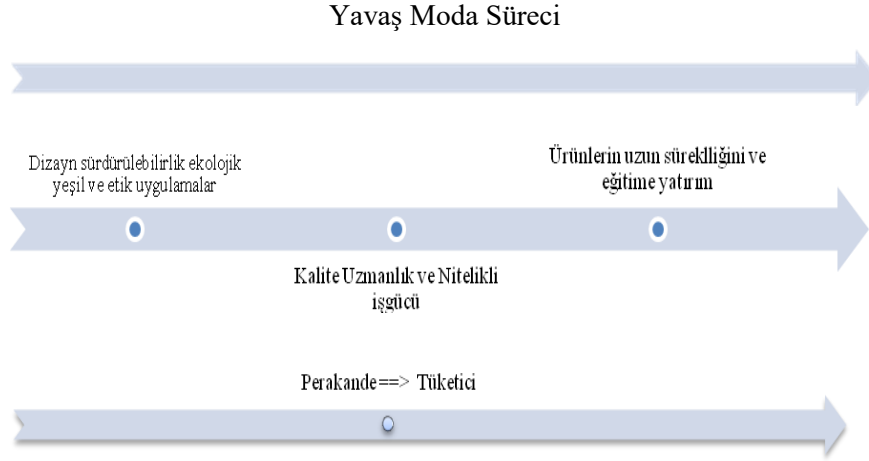 Yavaş Moda Süreci
Dizayn sürdürülebilirlik ekolojik
yeşil ve etik uygulamalar
Ürünlerin uzun süreklliğini ve
eğitime yatırım
Kalite Uzmanlık ve Nitelikli
işgücü
Perakande ==> Tüketici